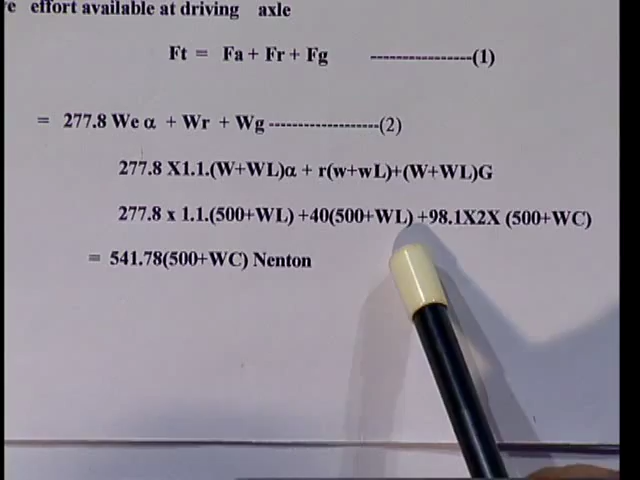 e effort available at driving axle
Ft = Fa + Fr + Fg -----------------(1)
= 277.8 We α + Wr + Wg -------------------(2)
277.8 X1.1.(W+WL)α + r(w+wL)+(W+WL)G
277.8 x 1.1.(500+WL) +40(500+WL) +98.1X2X (500+WC)
= 541.78(500+WC) Nenton